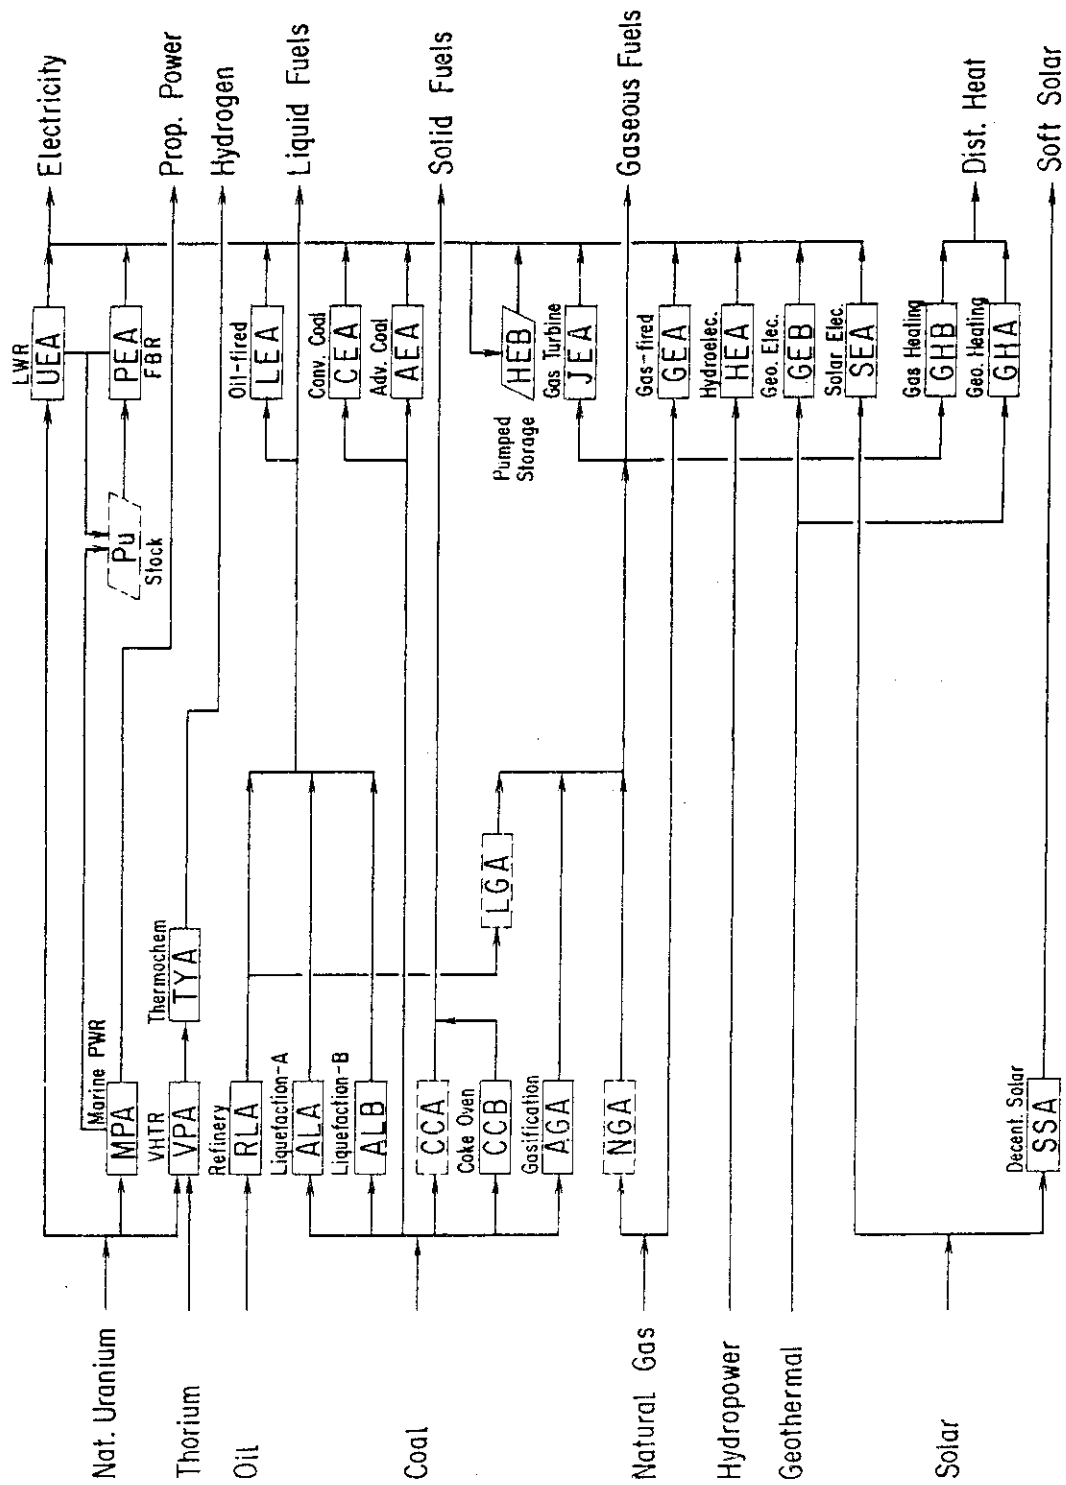 Nat. Uranium
Thorium
Oil
Coal
Natural Gas
Hydropower
Geothermal
Solar
Marine PWR
MPA
VHTR
VPA
Refinery
RLA
Liquefaction-A
ALA
Liquefaction-B
ALB
CCA
Coke Oven
CCB
Gasification
AGA
NGA
Decent. Solar
SSA
Thermochem
TYA
LGA
Pu
Stock
LWR
UEA
PEA
FBR
Oil-fired
LEA
Conv. Coal
CEA
Adv. Coal
AEA
HEB
Pumped
Storage
Gas Turbine
JEA
Gas-fired
GEA
Hydroelec.
HEA
Geo. Elec.
GEB
Solar Elec.
SEA
Gas Heating
GHB
Geo. Heating
GHA
Electricity
Prop. Power
Hydrogen
Liquid Fuels
Solid Fuels
Gaseous Fuels
Dist. Heat
Soft Solar